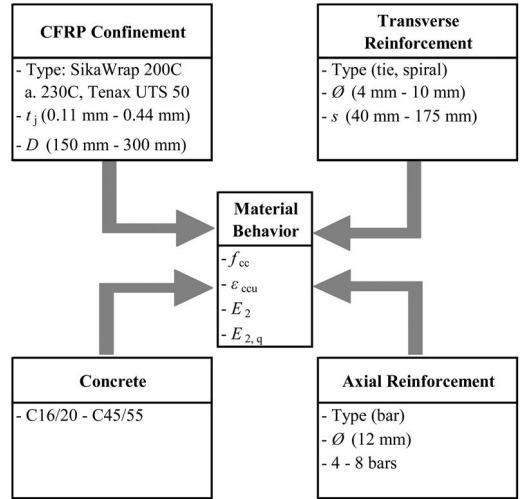 CFRP Confinement
- Type: SikaWrap 200C
a. 230C, Tenax UTS 50
- tj (0.11 mm - 0.44 mm)
- D (150 mm - 300 mm)
Transverse
Reinforcement
- Type (tie, spiral)
- Ø (4 mm - 10 mm)
- s (40 mm - 175 mm)
Material
Behavior
- fcc
- εccu
- E2
- E2, q
Concrete
- C16/20 - C45/55
Axial Reinforcement
- Type (bar)
- Ø (12 mm)
- 4 - 8 bars